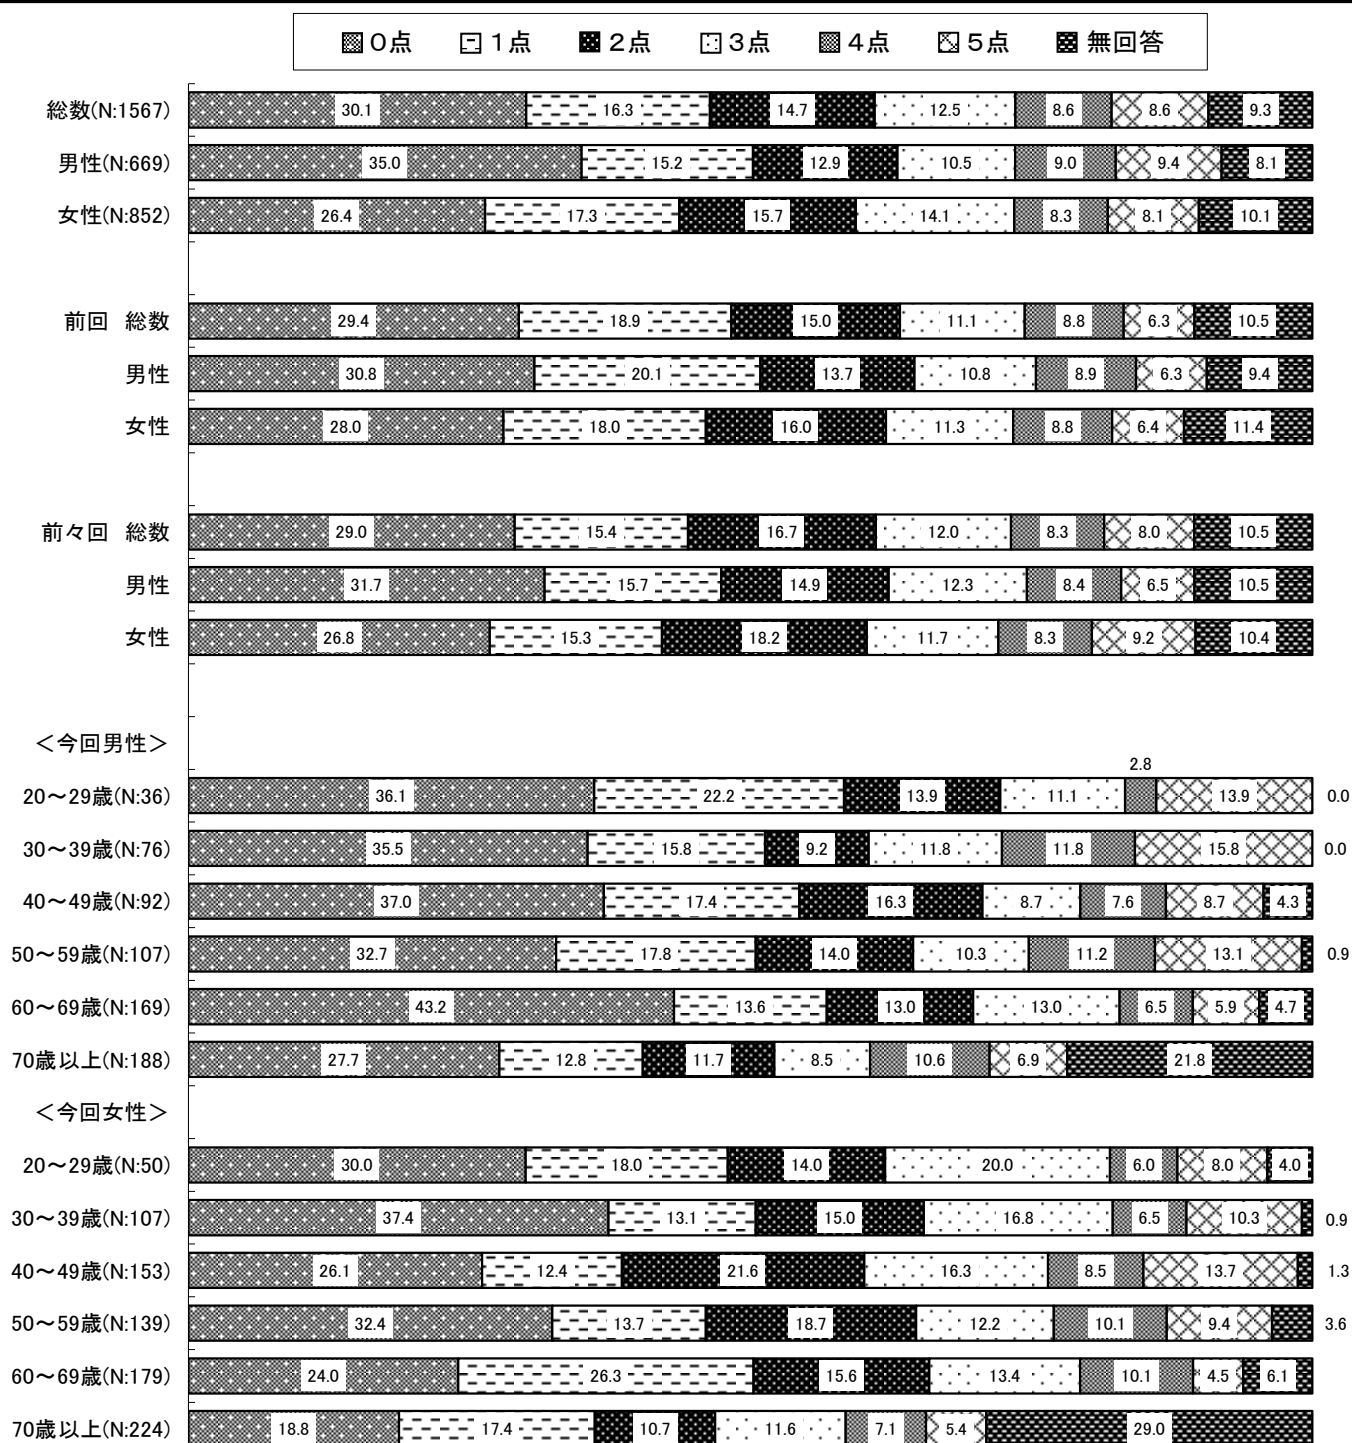 ０点 １点 ２点 ３点 ４点 ５点 無回答
総数(N:1567) 30.1 16.3 14.7 12.5 8.6 8.6 9.3
男性(N:669) 35.0 15.2 12.9 10.5 9.0 9.4 8.1
女性(N:852) 26.4 17.3 15.7 14.1 8.3 8.1 10.1
前回 総数 29.4 18.9 15.0 11.1 8.8 6.3 10.5
男性 30.8 20.1 13.7 10.8 8.9 6.3 9.4
女性 28.0 18.0 16.0 11.3 8.8 6.4 11.4
前々回 総数 29.0 15.4 16.7 12.0 8.3 8.0 10.5
男性 31.7 15.7 14.9 12.3 8.4 6.5 10.5
女性 26.8 15.3 18.2 11.7 8.3 9.2 10.4
＜今回男性＞
20～29歳(N:36) 36.1 22.2 13.9 11.1 2.8 13.9 0.0
30～39歳(N:76) 35.5 15.8 9.2 11.8 11.8 15.8 0.0
40～49歳(N:92) 37.0 17.4 16.3 8.7 7.6 8.7 4.3
50～59歳(N:107) 32.7 17.8 14.0 10.3 11.2 13.1 0.9
60～69歳(N:169) 43.2 13.6 13.0 13.0 6.5 5.9 4.7
70歳以上(N:188) 27.7 12.8 11.7 8.5 10.6 6.9 21.8
＜今回女性＞
20～29歳(N:50) 30.0 18.0 14.0 20.0 6.0 8.0 4.0
30～39歳(N:107) 37.4 13.1 15.0 16.8 6.5 10.3 0.9
40～49歳(N:153) 26.1 12.4 21.6 16.3 8.5 13.7 1.3
50～59歳(N:139) 32.4 13.7 18.7 12.2 10.1 9.4 3.6
60～69歳(N:179) 24.0 26.3 15.6 13.4 10.1 4.5 6.1
70歳以上(N:224) 18.8 17.4 10.7 11.6 7.1 5.4 29.0